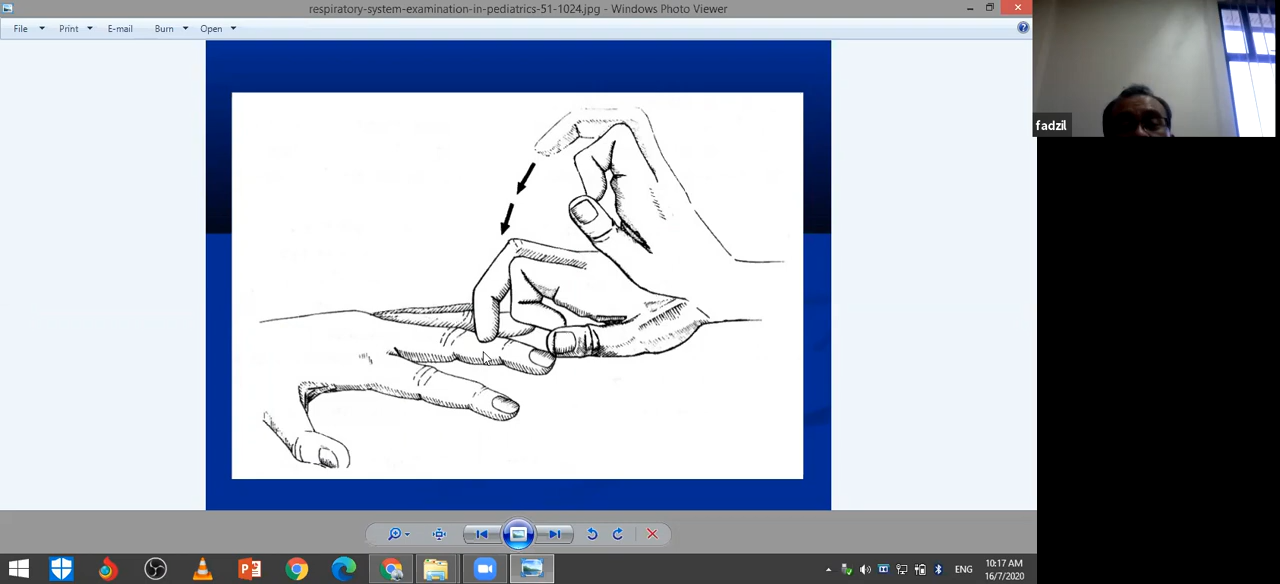 respiratory-system-examination-in-pediatrics-51-1024.jpg - Windows Photo Viewer
File Print E-mail Burn Open
fadzil
ENG
10:17 AM
16/7/2020